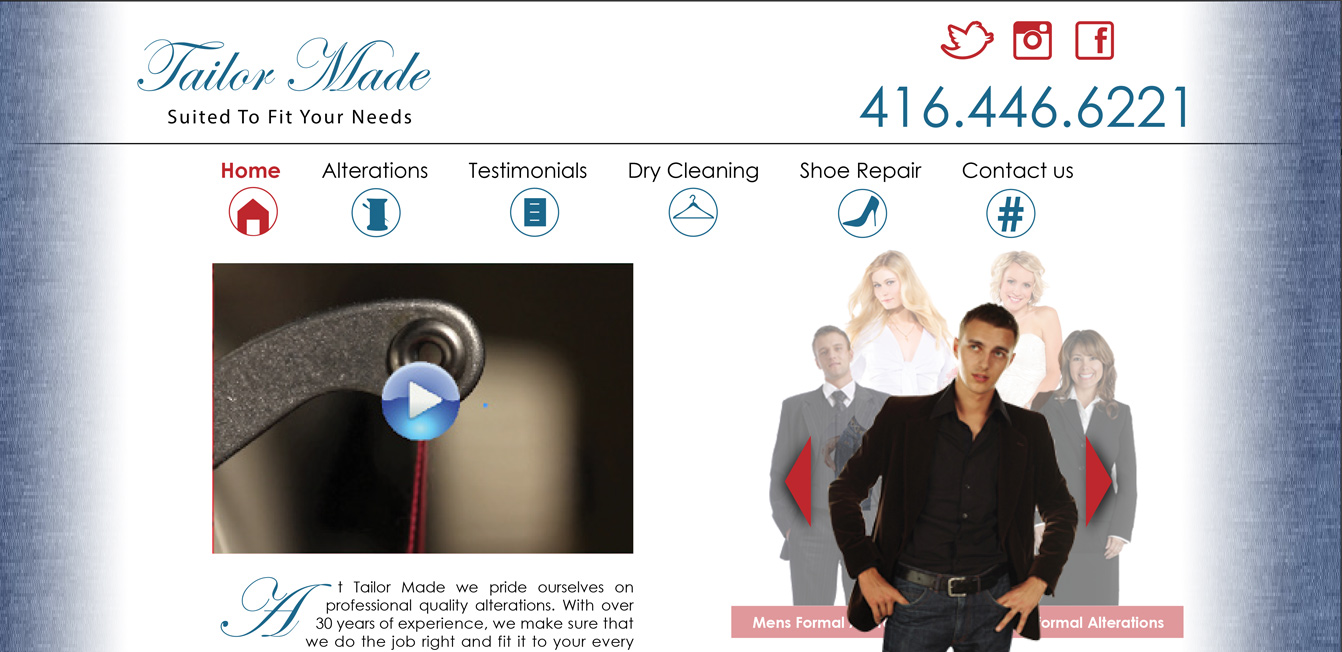 Tailor Made
Suited To Fit Your Needs
416.446.6221
Home Alterations Testimonials Dry Cleaning Shoe Repair Contact us
#
At Tailor Made we pride ourselves on
professional quality alterations. With over
30 years of experience, we make sure that
we do the job right and fit it to your every
Mens Formal
Alterations